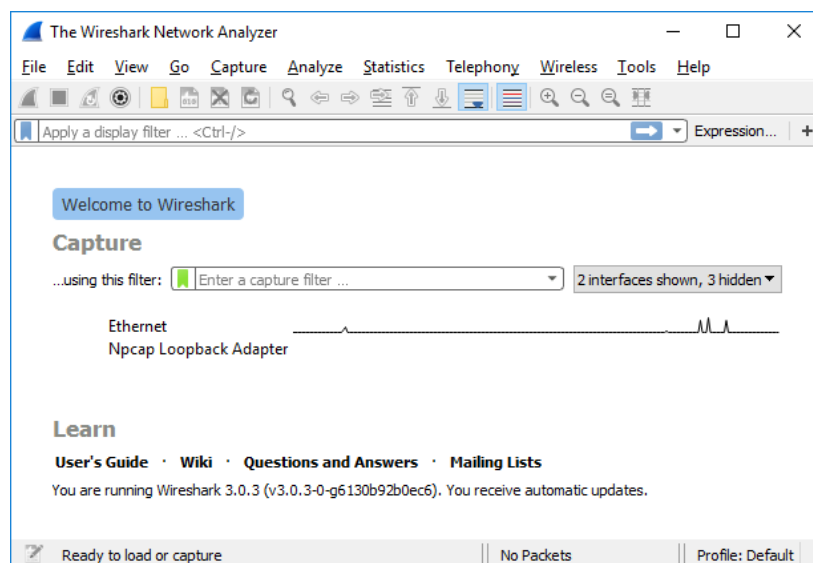 The Wireshark Network Analyzer
File Edit View Go Capture Analyze Statistics Telephony Wireless Tools Help
Apply a display filter ... <Ctrl-/> Expression... +
Welcome to Wireshark
Capture
...using this filter: Enter a capture filter ... 2 interfaces shown, 3 hidden
Ethernet
Npcap Loopback Adapter
Learn
User's Guide · Wiki · Questions and Answers · Mailing Lists
You are running Wireshark 3.0.3 (v3.0.3-0-g6130b92b0ec6). You receive automatic updates.
Ready to load or capture No Packets Profile: Default